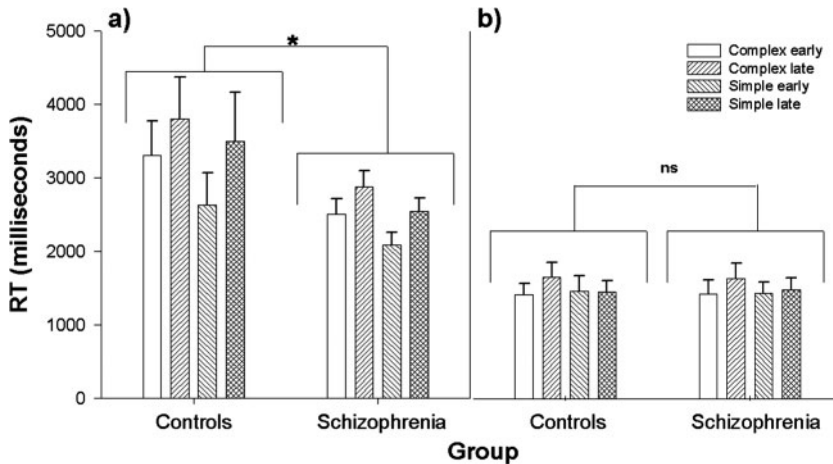 a)
b)
RT (milliseconds)
5000
4000
3000
2000
1000
0
*
ns
Complex early
Complex late
Simple early
Simple late
Controls
Schizophrenia
Controls
Schizophrenia
Group